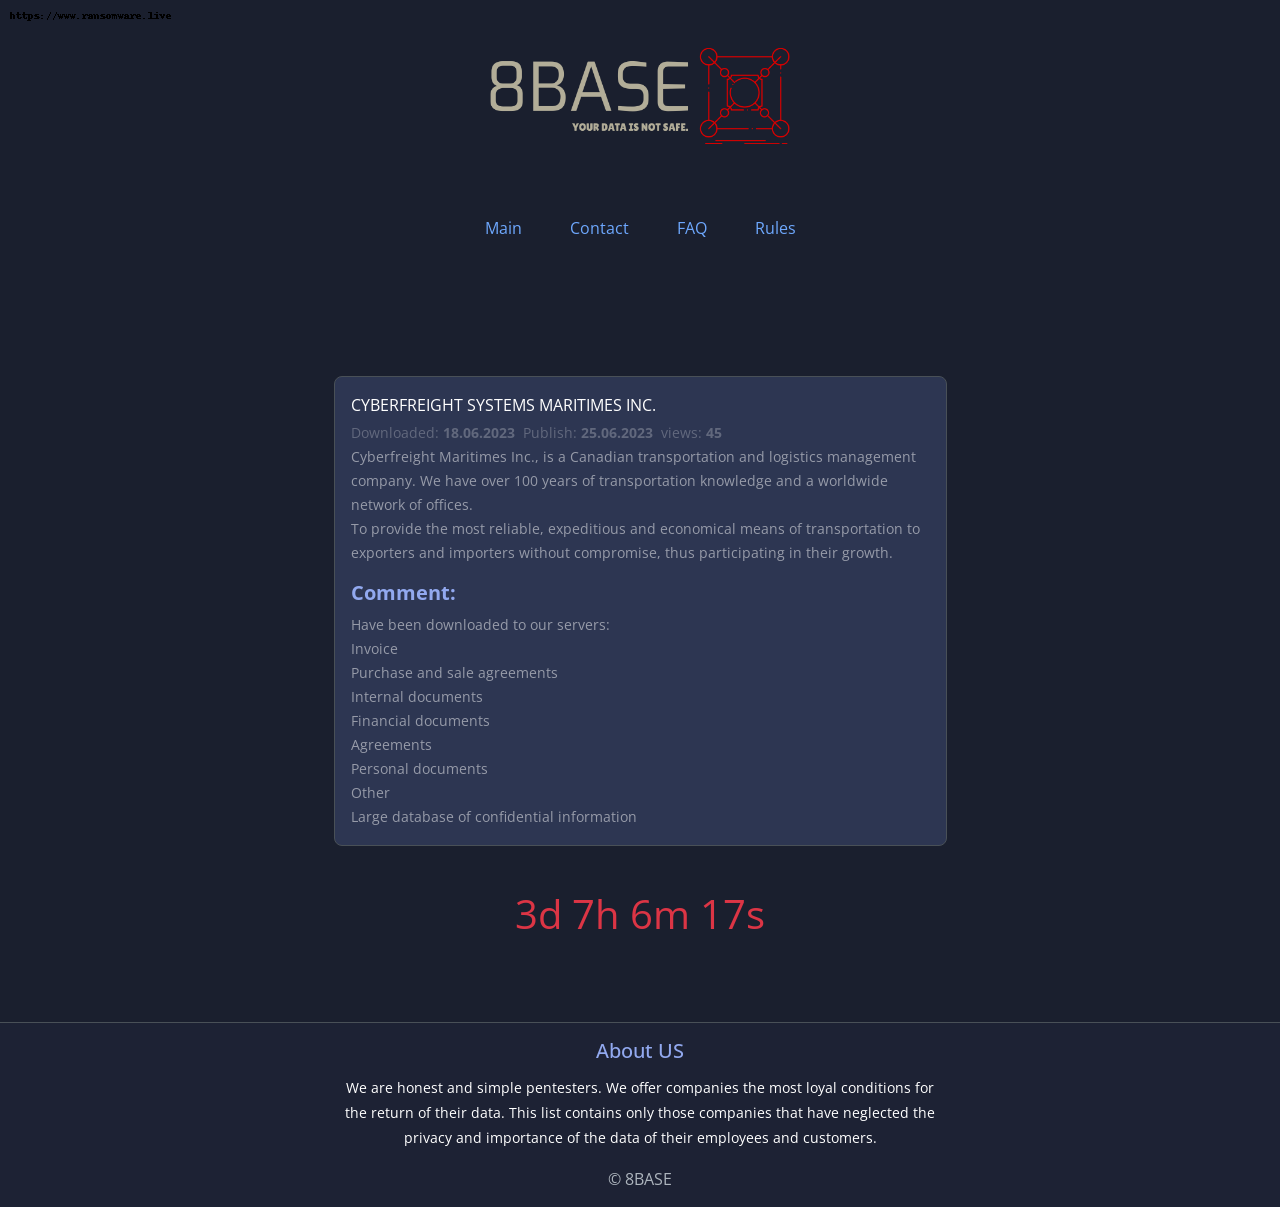 https://www.ransomware.live
8BASE
YOUR DATA IS NOT SAFE.
Main Contact FAQ Rules
CYBERFREIGHT SYSTEMS MARITIMES INC.
Downloaded: 18.06.2023 Publish: 25.06.2023 views: 45
Cyberfreight Maritimes Inc., is a Canadian transportation and logistics management
company. We have over 100 years of transportation knowledge and a worldwide
network of offices.
To provide the most reliable, expeditious and economical means of transportation to
exporters and importers without compromise, thus participating in their growth.
Comment:
Have been downloaded to our servers:
Invoice
Purchase and sale agreements
Internal documents
Financial documents
Agreements
Personal documents
Other
Large database of confidential information
3d 7h 6m 17s
About US
We are honest and simple pentesters. We offer companies the most loyal conditions for
the return of their data. This list contains only those companies that have neglected the
privacy and importance of the data of their employees and customers.
© 8BASE